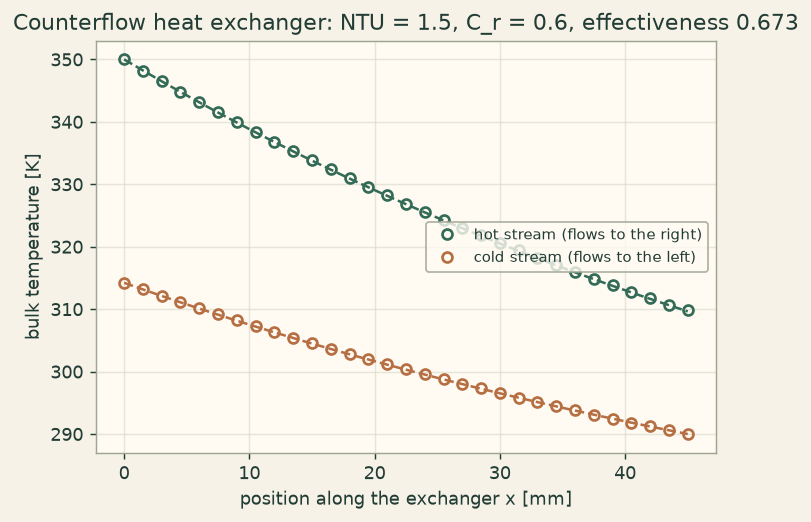 Counterflow heat exchanger: NTU = 1.5, C_r = 0.6, effectiveness 0.673
bulk temperature [K]
350
340
330
320
310
300
290
hot stream (flows to the right)
cold stream (flows to the left)
0
10
20
30
40
position along the exchanger x [mm]